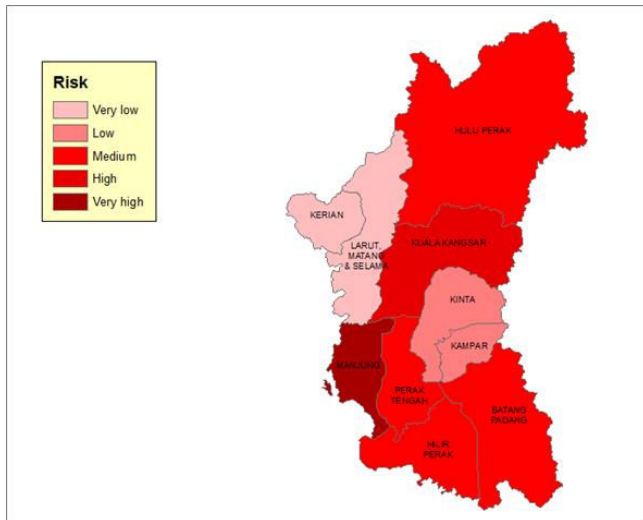 Risk
Very low
Low
Medium
High
Very high
HULU PERAK
KERIAN
LARUT,
MATANG
& SELAMA
KUALA KANGSAR
KINTA
KAMPAR
MANJUNG
PERAK
TENGAH
BATANG
PADANG
HILIR
PERAK